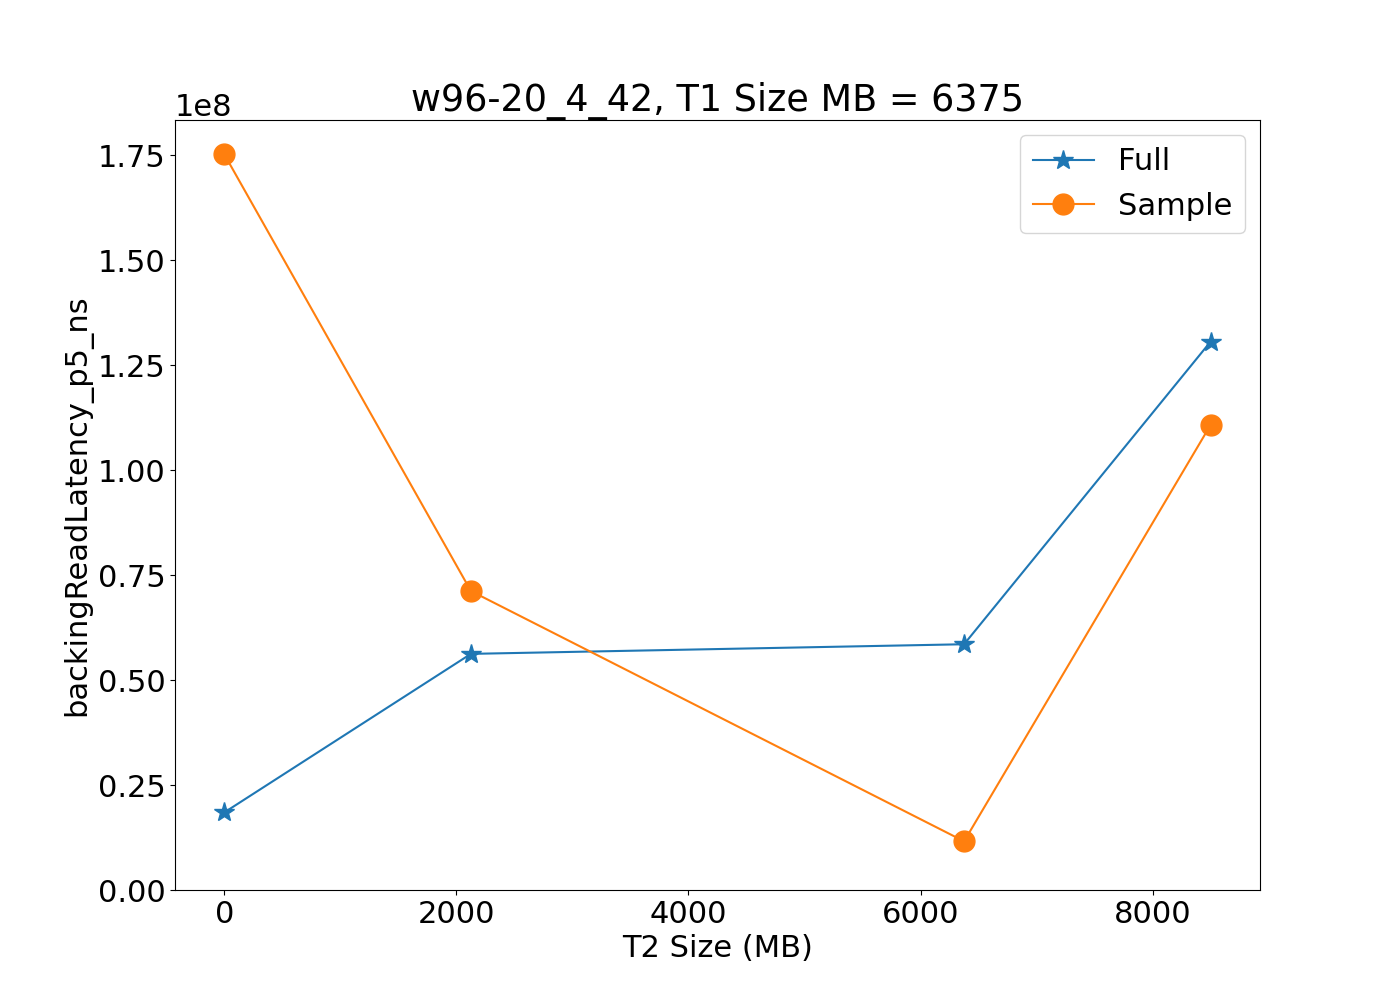 w96-20_4_42, T1 Size MB = 6375
1e8
Full
Sample
1.75
1.50
1.25
1.00
0.75
0.50
0.25
0.00
backingReadLatency_p5_ns
0 2000 4000 6000 8000
T2 Size (MB)